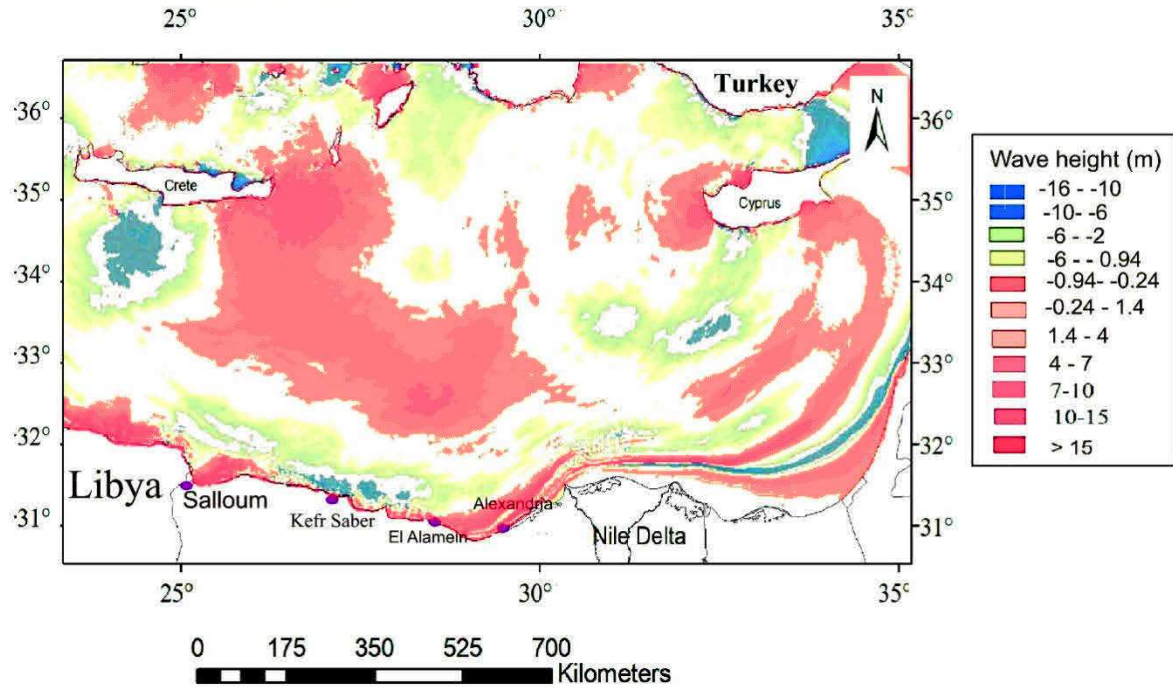 25° 30° 35°
Turkey
N
36° 36°
35° 35°
34° 34°
33° 33°
32° 32°
31° 31°
Crete
Cyprus
Libya
Salloum
Kefr Saber
El Alamein
Alexandria
Nile Delta
25° 30° 35°
0 175 350 525 700
Kilometers
Wave height (m)
-16 - -10
-10- -6
-6 - -2
-6 - - 0.94
-0.94- -0.24
-0.24 - 1.4
1.4 - 4
4 - 7
7-10
10-15
> 15